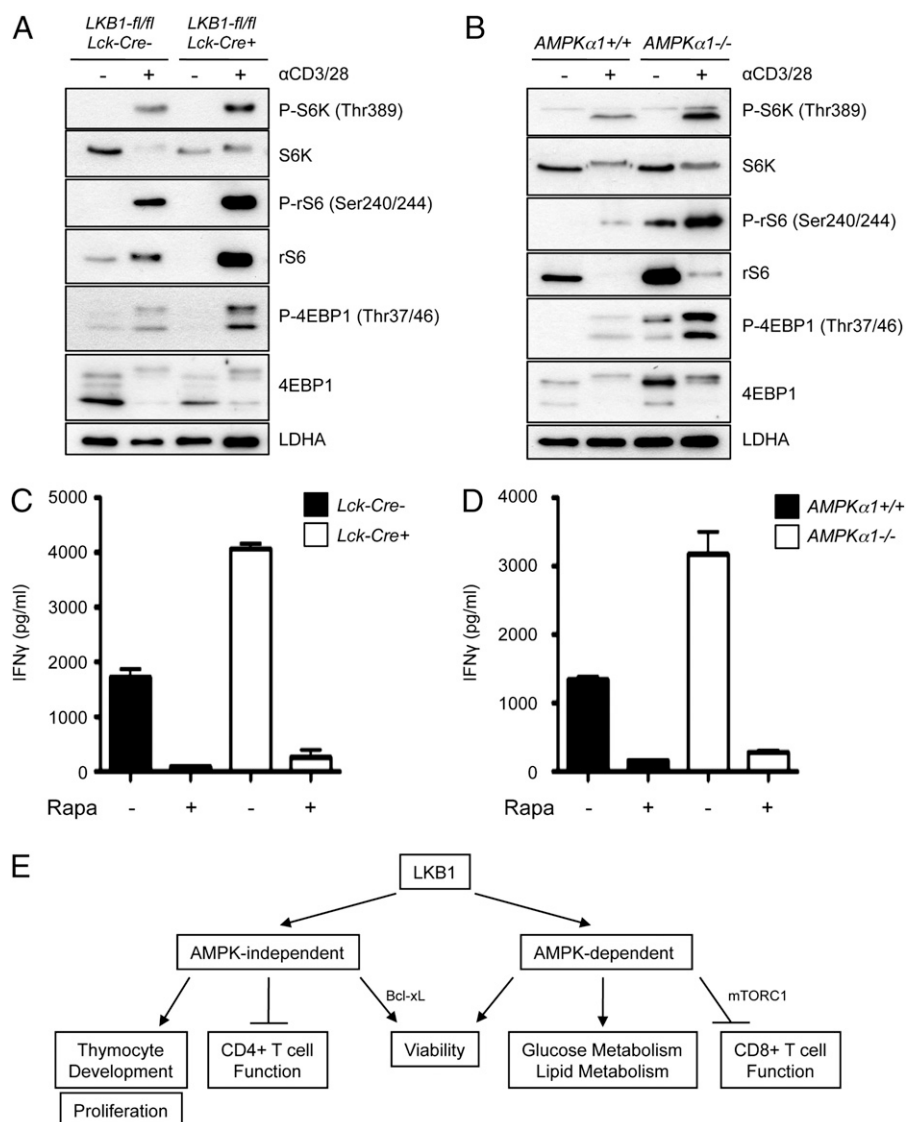 A
LKB1-fl/fl LKB1-fl/fl
Lck-Cre- Lck-Cre+
- + - + αCD3/28
P-S6K (Thr389)
S6K
P-rS6 (Ser240/244)
rS6
P-4EBP1 (Thr37/46)
4EBP1
LDHA
B
AMPKα1+/+ AMPKα1-/-
- + - + αCD3/28
P-S6K (Thr389)
S6K
P-rS6 (Ser240/244)
rS6
P-4EBP1 (Thr37/46)
4EBP1
LDHA
C
IFNγ (pg/ml)
5000
4000
3000
2000
1000
0
Lck-Cre-
Lck-Cre+
Rapa - + - +
D
IFNγ (pg/ml)
4000
3000
2000
1000
0
AMPKα1+/+
AMPKα1-/-
Rapa - + - +
E
LKB1
AMPK-independent AMPK-dependent
Bcl-xL mTORC1
Thymocyte
Development
Proliferation
CD4+ T cell
Function
Viability
Glucose Metabolism
Lipid Metabolism
CD8+ T cell
Function